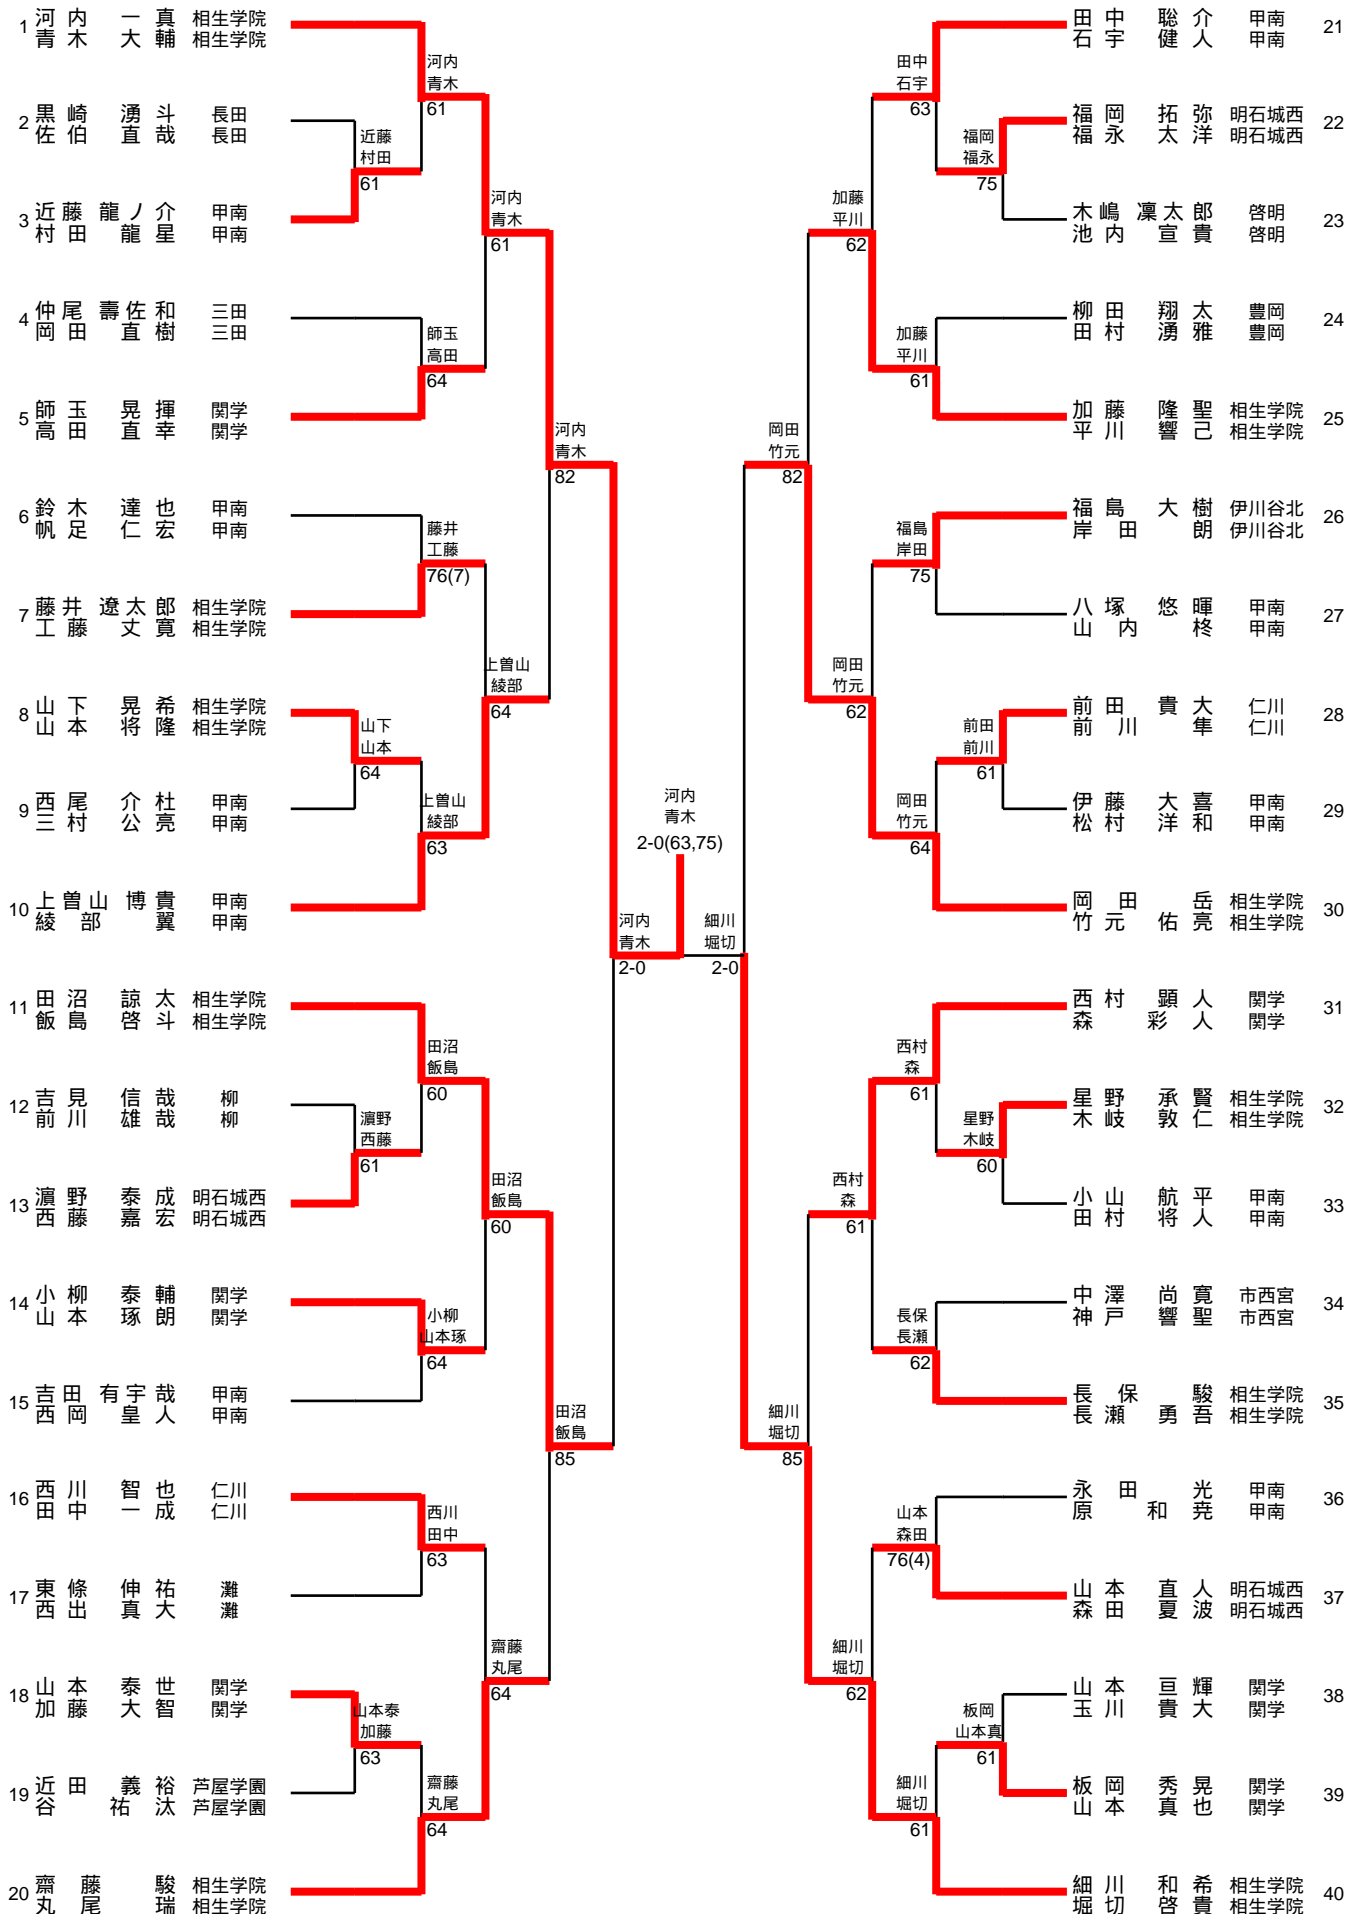 1 河内 一真 相生学院
青木 大輔 相生学院
2 黒崎 湧斗 長田
佐伯 直哉 長田
3 近藤 龍ノ介 甲南
村田 龍星 甲南
4 仲尾 壽佐和 三田
岡田 直樹 三田
5 師玉 晃揮 関学
高田 直幸 関学
6 鈴木 達也 甲南
帆足 仁宏 甲南
7 藤井 遼太郎 相生学院
工藤 丈寛 相生学院
8 山下 晃希 相生学院
山本 将隆 相生学院
9 西尾 介杜 甲南
三村 公亮 甲南
10 上曽山 博貴 甲南
綾部 翼 甲南
11 田沼 諒太 相生学院
飯島 啓斗 相生学院
12 吉見 信哉 柳
前川 雄哉 柳
13 濵野 泰成 明石城西
西藤 嘉宏 明石城西
14 小柳 泰輔 関学
山本 琢朗 関学
15 吉田 有宇哉 甲南
西岡 皇人 甲南
16 西川 智也 仁川
田中 一成 仁川
17 東條 伸祐 灘
西出 真大 灘
18 山本 泰世 関学
加藤 大智 関学
19 近田 義裕 芦屋学園
谷 祐汰 芦屋学園
20 齋藤 駿 相生学院
丸尾 瑞 相生学院
近藤
村田
61
山下
山本
64
濵野
西藤
61
山本泰
加藤
63
河内
青木
61
師玉
高田
64
藤井
工藤
76(7)
上曽山
綾部
63
田沼
飯島
60
小柳
山本琢
64
西川
田中
63
齋藤
丸尾
64
河内
青木
61
上曽山
綾部
64
田沼
飯島
60
齋藤
丸尾
64
河内
青木
82
田沼
飯島
85
河内
青木
2-0
河内
青木
2-0(63,75)
細川
堀切
2-0
岡田
竹元
82
細川
堀切
85
加藤
平川
62
岡田
竹元
62
西村
森
61
細川
堀切
62
田中
石宇
63
加藤
平川
61
福島
岸田
75
岡田
竹元
64
西村
森
61
長保
長瀬
62
山本
森田
76(4)
細川
堀切
61
福岡
福永
75
前田
前川
61
星野
木岐
60
板岡
山本真
61
田中 聡介 甲南 21
石宇 健人 甲南
福岡 拓弥 明石城西 22
福永 太洋 明石城西
木嶋 凜太郎 啓明 23
池内 宣貴 啓明
柳田 翔太 豊岡 24
田村 湧雅 豊岡
加藤 隆聖 相生学院 25
平川 響己 相生学院
福島 大樹 伊川谷北 26
岸田 朗 伊川谷北
八塚 悠暉 甲南 27
山内 柊 甲南
前田 貴大 仁川 28
前川 隼 仁川
伊藤 大喜 甲南 29
松村 洋和 甲南
岡田 岳 相生学院 30
竹元 佑亮 相生学院
西村 顕人 関学 31
森 彩人 関学
星野 承賢 相生学院 32
木岐 敦仁 相生学院
小山 航平 甲南 33
田村 将人 甲南
中澤 尚寛 市西宮 34
神戸 響聖 市西宮
長保 駿 相生学院 35
長瀬 勇吾 相生学院
永田 光 甲南 36
原 和尭 甲南
山本 直人 明石城西 37
森田 夏波 明石城西
山本 亘輝 関学 38
玉川 貴大 関学
板岡 秀晃 関学 39
山本 真也 関学
細川 和希 相生学院 40
堀切 啓貴 相生学院